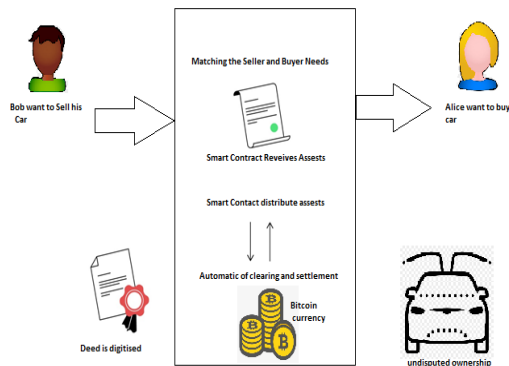 Matching the Seller and Buyer Needs
Bob want to Sell his
Car
Alice want to buy
car
Smart Contract Reveives Assests
Smart Contact distribute assests
Automatic of clearing and settlement
Bitcoin
currency
Deed is digitised
undisputed ownership